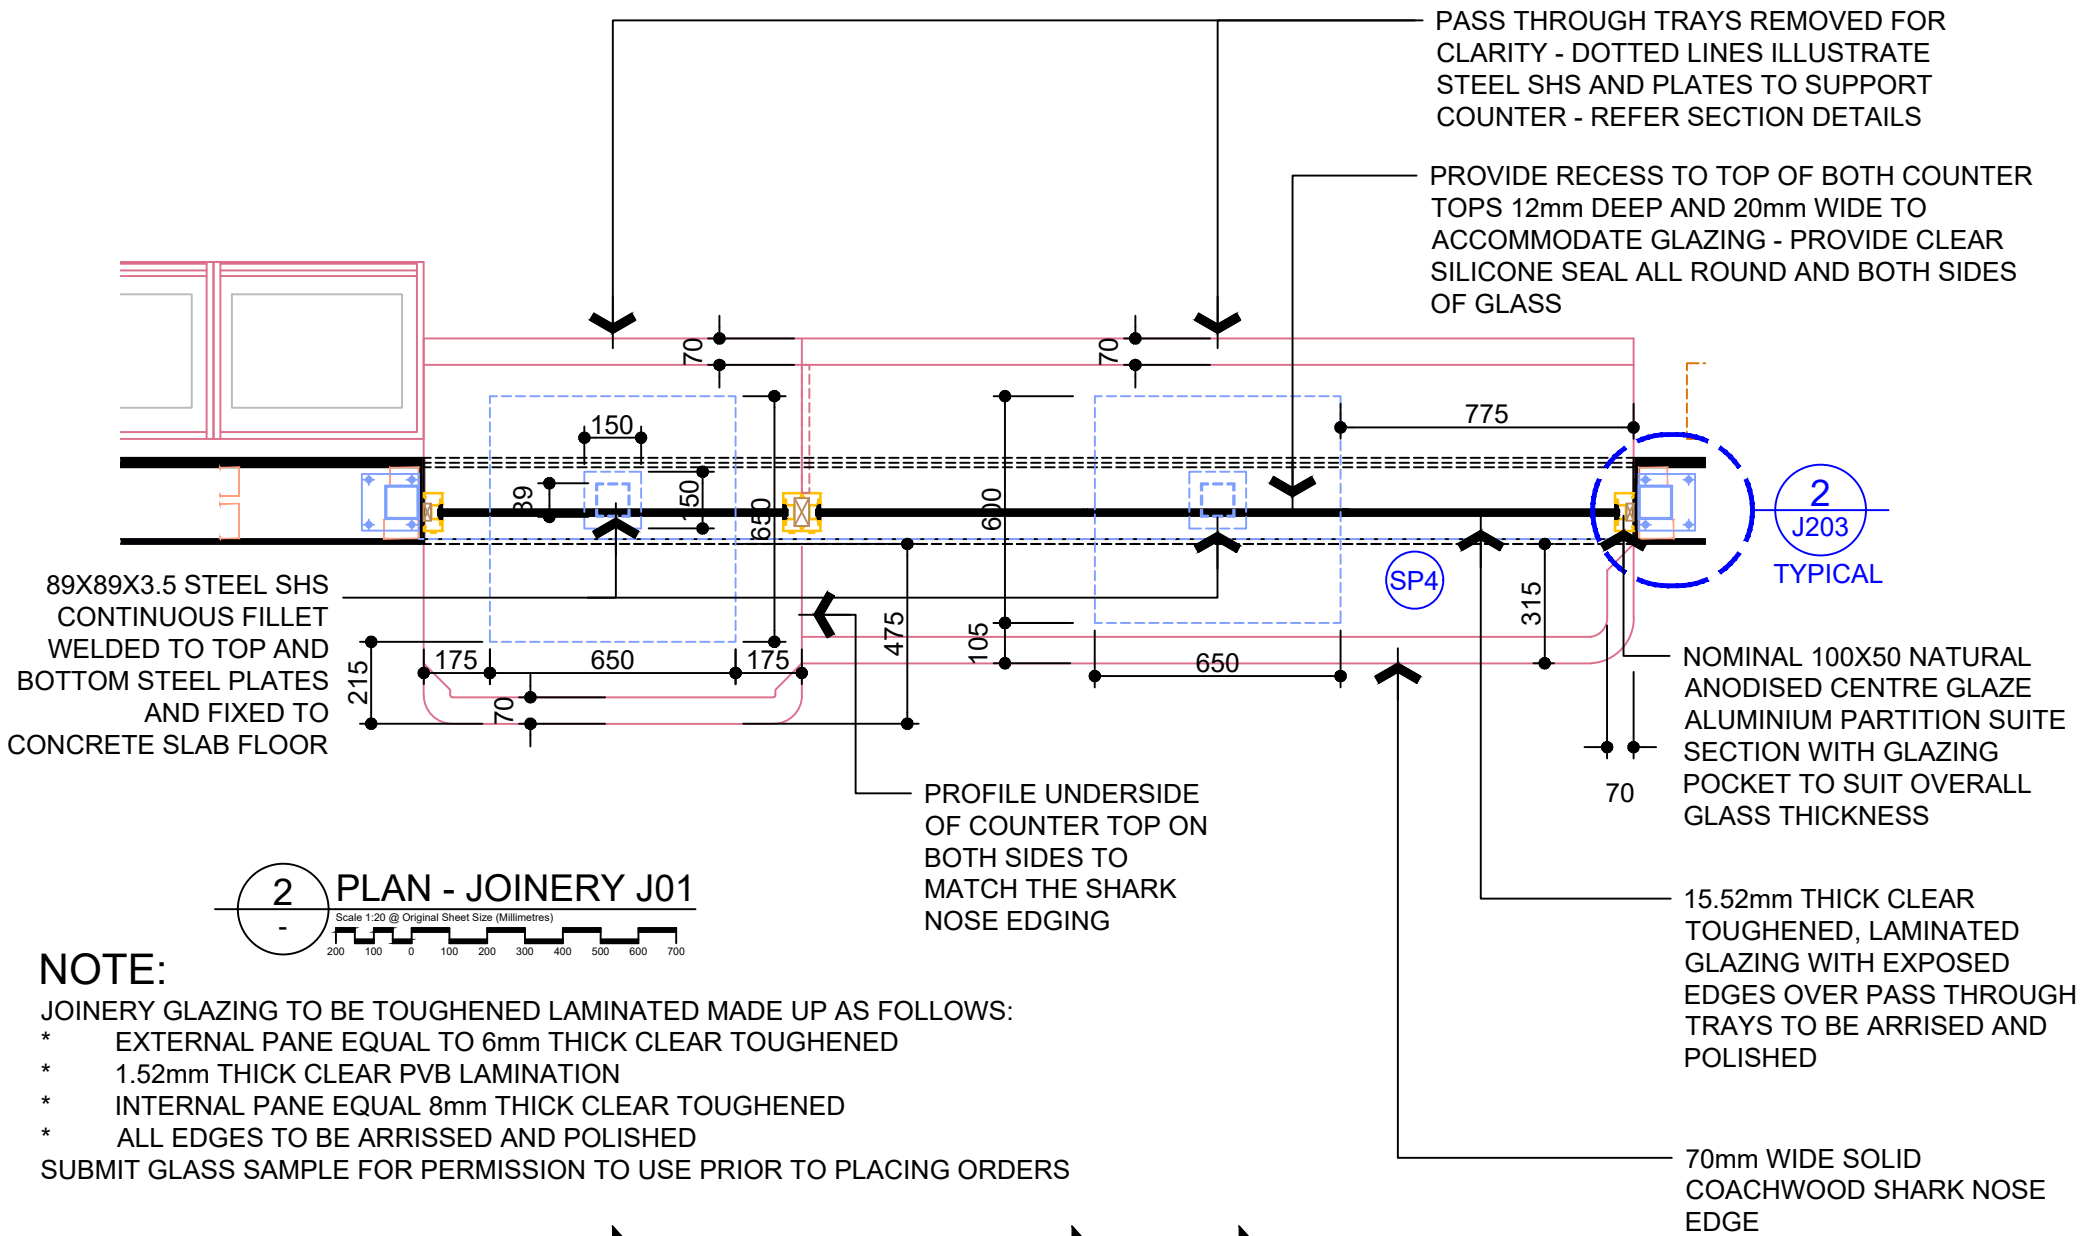 PASS THROUGH TRAYS REMOVED FOR
CLARITY - DOTTED LINES ILLUSTRATE
STEEL SHS AND PLATES TO SUPPORT
COUNTER - REFER SECTION DETAILS
PROVIDE RECESS TO TOP OF BOTH COUNTER
TOPS 12mm DEEP AND 20mm WIDE TO
ACCOMMODATE GLAZING - PROVIDE CLEAR
SILICONE SEAL ALL ROUND AND BOTH SIDES
OF GLASS
70
70
150
775
89
150
650
600
2
J203
TYPICAL
SP4
89X89X3.5 STEEL SHS
CONTINUOUS FILLET
WELDED TO TOP AND
BOTTOM STEEL PLATES
AND FIXED TO
CONCRETE SLAB FLOOR
215
175
650
175
70
475
105
650
315
70
NOMINAL 100X50 NATURAL
ANODISED CENTRE GLAZE
ALUMINIUM PARTITION SUITE
SECTION WITH GLAZING
POCKET TO SUIT OVERALL
GLASS THICKNESS
PROFILE UNDERSIDE
OF COUNTER TOP ON
BOTH SIDES TO
MATCH THE SHARK
NOSE EDGING
15.52mm THICK CLEAR
TOUGHENED, LAMINATED
GLAZING WITH EXPOSED
EDGES OVER PASS THROUGH
TRAYS TO BE ARRISED AND
POLISHED
70mm WIDE SOLID
COACHWOOD SHARK NOSE
EDGE
2
-
PLAN - JOINERY J01
Scale 1:20 @ Original Sheet Size (Millimetres)
200 100 0 100 200 300 400 500 600 700
NOTE:
JOINERY GLAZING TO BE TOUGHENED LAMINATED MADE UP AS FOLLOWS:
* EXTERNAL PANE EQUAL TO 6mm THICK CLEAR TOUGHENED
* 1.52mm THICK CLEAR PVB LAMINATION
* INTERNAL PANE EQUAL 8mm THICK CLEAR TOUGHENED
* ALL EDGES TO BE ARRISSED AND POLISHED
SUBMIT GLASS SAMPLE FOR PERMISSION TO USE PRIOR TO PLACING ORDERS